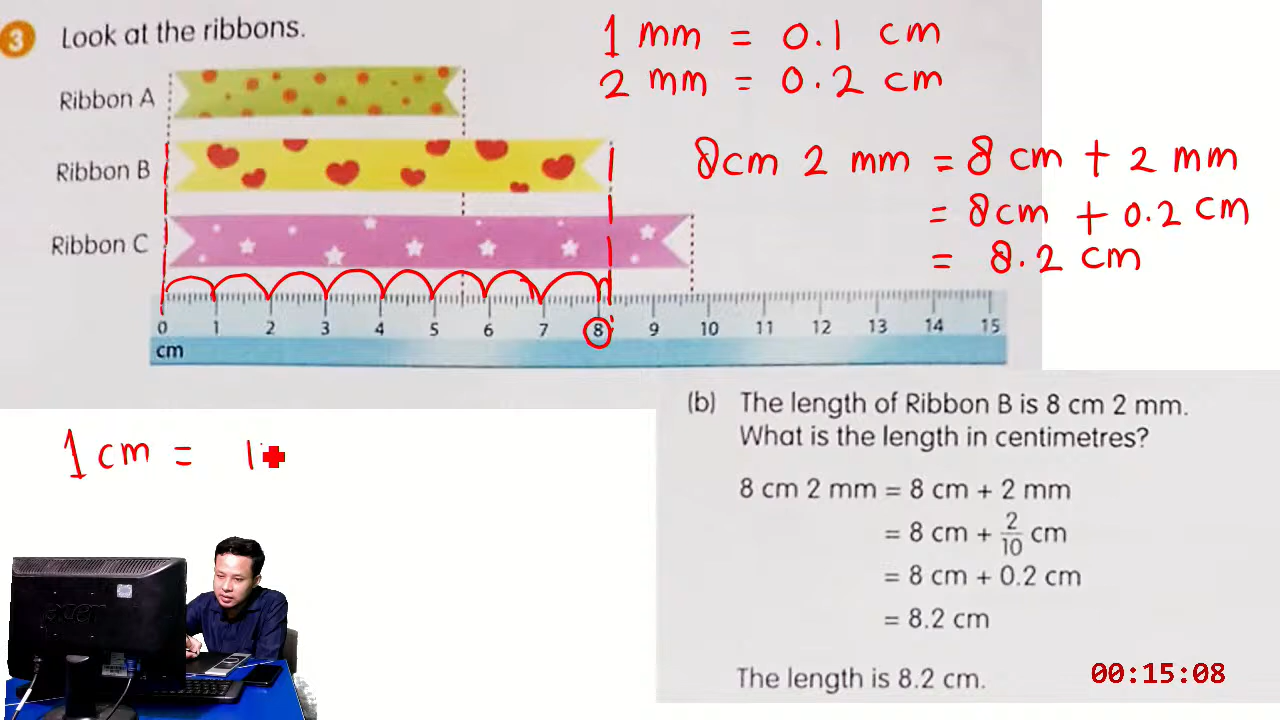 3 Look at the ribbons.
1 mm = 0.1 cm
2 mm = 0.2 cm
Ribbon A
Ribbon B
Ribbon C
8cm 2 mm = 8 cm + 2 mm
= 8cm + 0.2 cm
= 8.2 cm
0 1 2 3 4 5 6 7 8 9 10 11 12 13 14 15
cm
(b) The length of Ribbon B is 8 cm 2 mm.
What is the length in centimetres?
8 cm 2 mm = 8 cm + 2 mm
= 8 cm + 2/10 cm
= 8 cm + 0.2 cm
= 8.2 cm
The length is 8.2 cm.
1 cm = 1
acer
00:15:08